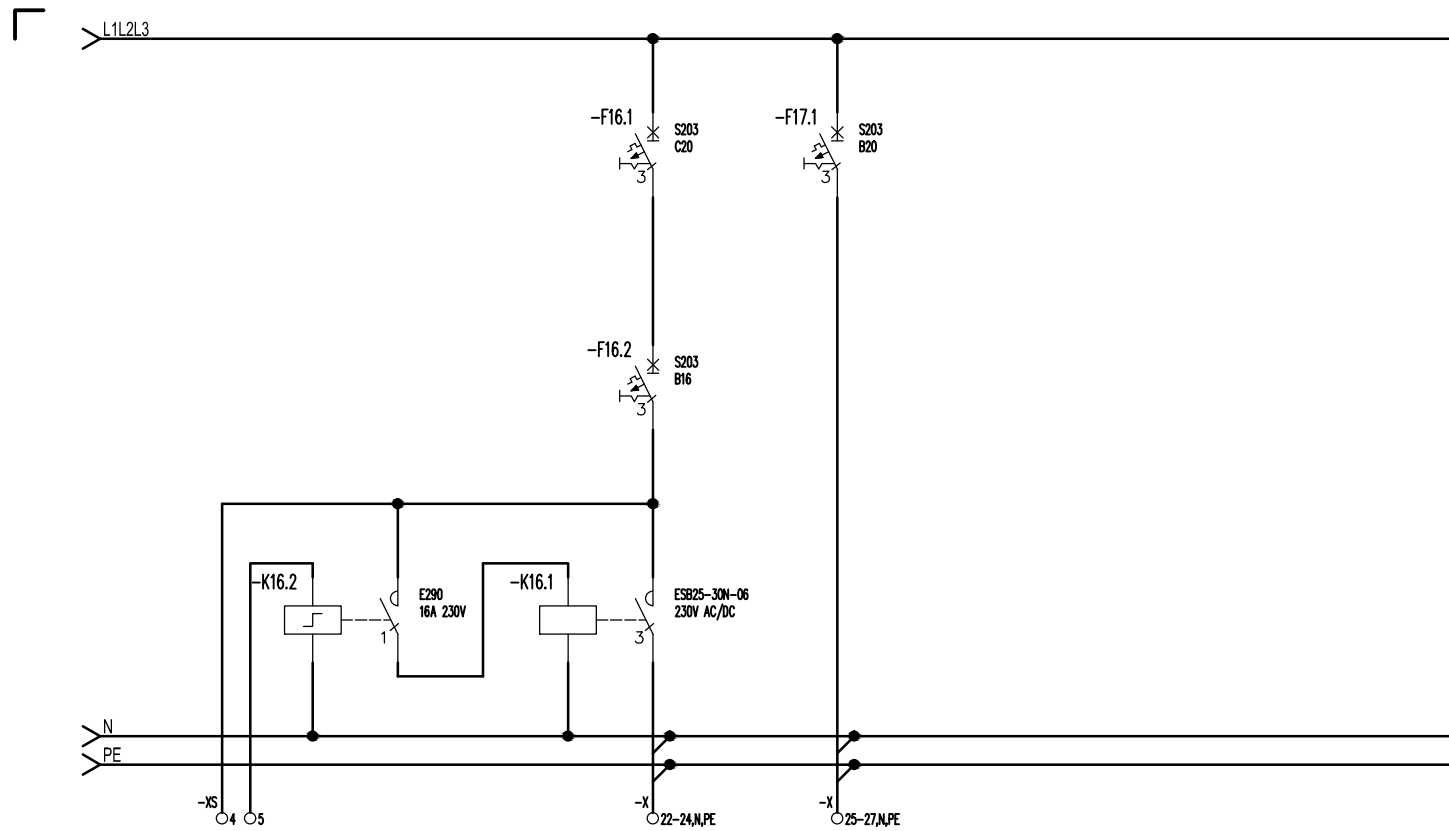 L1L2L3
-F16.1
S203
C20
3
-F17.1
S203
B20
3
-F16.2
S203
B16
3
-K16.2
E290
16A 230V
1
-K16.1
ESB25-30N-06
230V AC/DC
3
N
PE
-XS
4
5
-X
22-24,N,PE
-X
25-27,N,PE